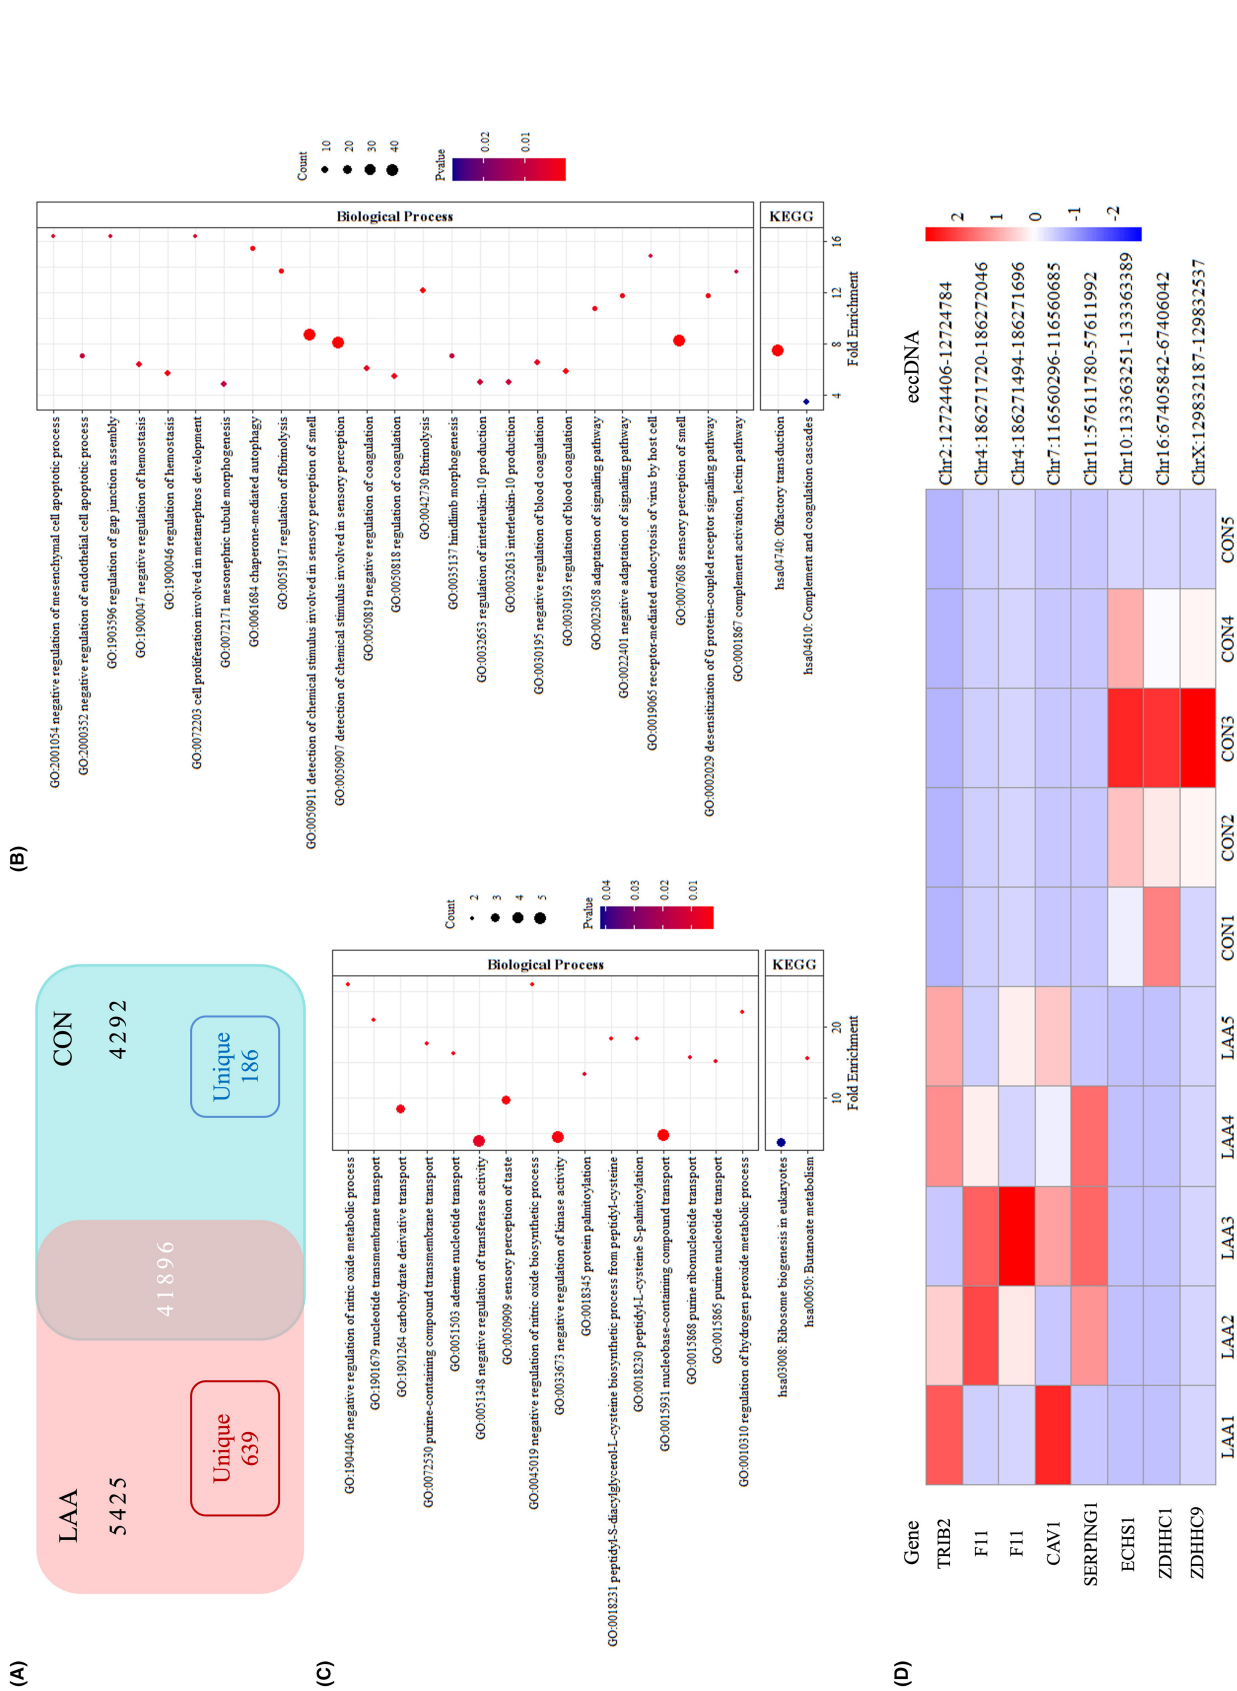 (A)
LAA
5425
CON
4292
41896
Unique
639
Unique
186
(B)
GO:2001054 negative regulation of mesenchymal cell apoptotic process
GO:2000352 negative regulation of endothelial cell apoptotic process
GO:1903596 regulation of gap junction assembly
GO:1900047 negative regulation of hemostasis
GO:1900046 regulation of hemostasis
GO:0072203 cell proliferation involved in metanephros development
GO:0072171 mesonephric tubule morphogenesis
GO:0061684 chaperone-mediated autophagy
GO:0051917 regulation of fibrinolysis
GO:0050911 detection of chemical stimulus involved in sensory perception of smell
GO:0050907 detection of chemical stimulus involved in sensory perception
GO:0050819 negative regulation of coagulation
GO:0050818 regulation of coagulation
GO:0042730 fibrinolysis
GO:0035137 hindlimb morphogenesis
GO:0032653 regulation of interleukin-10 production
GO:0032613 interleukin-10 production
GO:0030195 negative regulation of blood coagulation
GO:0030193 regulation of blood coagulation
GO:0023058 adaptation of signaling pathway
GO:0022401 negative adaptation of signaling pathway
GO:0019065 receptor-mediated endocytosis of virus by host cell
GO:0007608 sensory perception of smell
GO:0002029 desensitization of G protein-coupled receptor signaling pathway
GO:0001867 complement activation, lectin pathway
hsa04740: Olfactory transduction
hsa04610: Complement and coagulation cascades
Biological Process
KEGG
4 8 12 16
Fold Enrichment
Count
10
20
30
40
Pvalue
0.02
0.01
(C)
GO:1904406 negative regulation of nitric oxide metabolic process
GO:1901679 nucleotide transmembrane transport
GO:1901264 carbohydrate derivative transport
GO:0072530 purine-containing compound transmembrane transport
GO:0051503 adenine nucleotide transport
GO:0051348 negative regulation of transferase activity
GO:0050909 sensory perception of taste
GO:0045019 negative regulation of nitric oxide biosynthetic process
GO:0033673 negative regulation of kinase activity
GO:0018345 protein palmitoylation
GO:0018231 peptidyl-S-diacylglycerol-L-cysteine biosynthetic process from peptidyl-cysteine
GO:0018230 peptidyl-L-cysteine S-palmitoylation
GO:0015931 nucleobase-containing compound transport
GO:0015868 purine ribonucleotide transport
GO:0015865 purine nucleotide transport
GO:0010310 regulation of hydrogen peroxide metabolic process
hsa03008: Ribosome biogenesis in eukaryotes
hsa00650: Butanoate metabolism
Biological Process
KEGG
10 20
Fold Enrichment
Count
2
3
4
5
Pvalue
0.04
0.03
0.02
0.01
(D)
Gene eccDNA
TRIB2 Chr2:12724406-12724784
F11 Chr4:186271720-186272046
F11 Chr4:186271494-186271696
CAV1 Chr7:116560296-116560685
SERPING1 Chr11:57611780-57611992
ECHS1 Chr10:133363251-133363389
ZDHHC1 Chr16:67405842-67406042
ZDHHC9 ChrX:129832187-129832537
LAA1 LAA2 LAA3 LAA4 LAA5 CON1 CON2 CON3 CON4 CON5
2
1
0
-1
-2